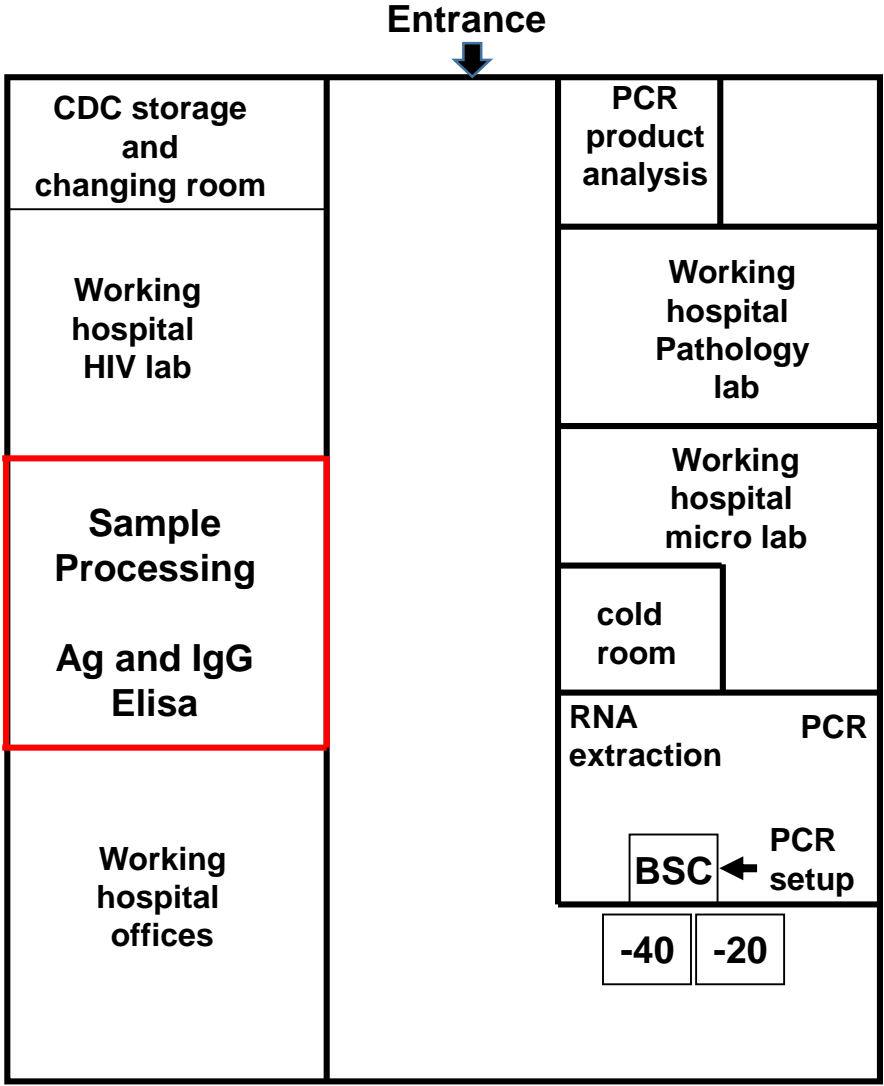 Entrance
CDC storage
and
changing room
Working
hospital
HIV lab
Sample
Processing
Ag and IgG
Elisa
Working
hospital
offices
PCR
product
analysis
Working
hospital
Pathology
lab
Working
hospital
micro lab
cold
room
RNA
extraction
PCR
BSC
PCR
setup
-40
-20